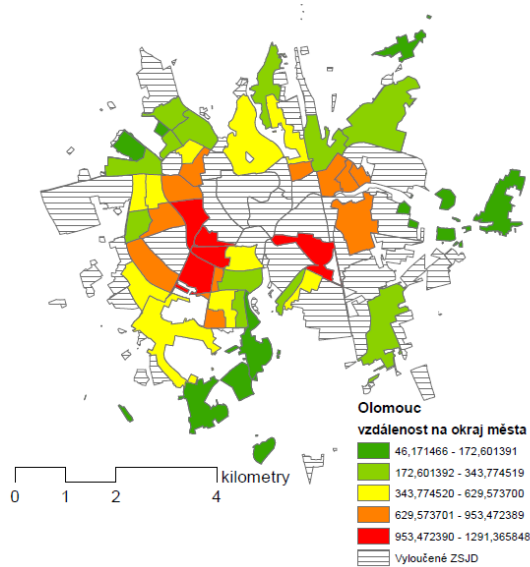 Olomouc
vzdálenost na okraj města
46,171466 - 172,601391
172,601392 - 343,774519
343,774520 - 629,573700
629,573701 - 953,472389
953,472390 - 1291,365848
Vyloučené ZSJD
kilometry
0 1 2 4